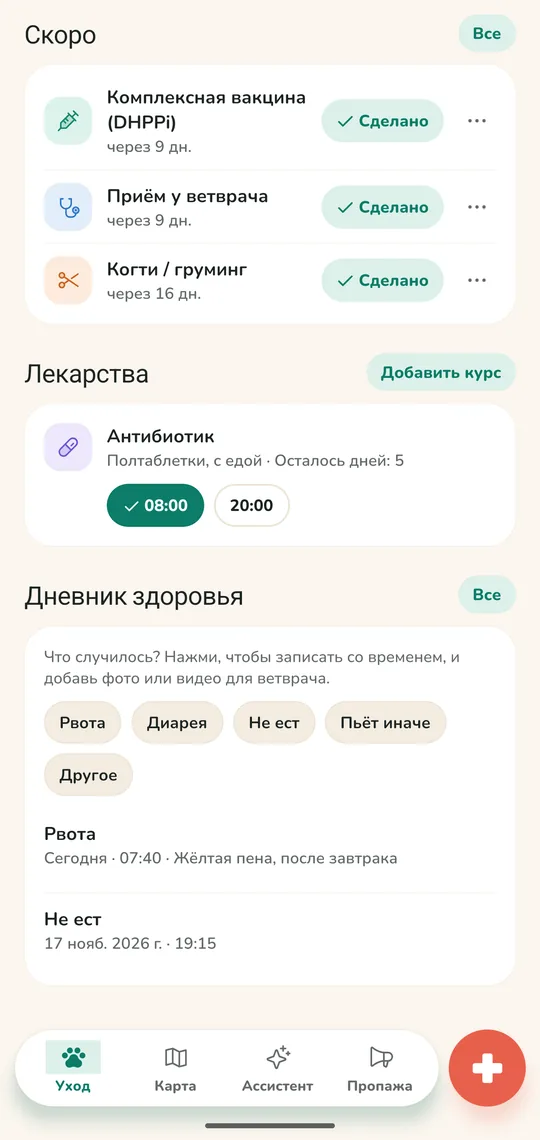 Скоро
Все
Комплексная вакцина
(DHPPi)
через 9 дн.
Сделано
Приём у ветврача
через 9 дн.
Сделано
Когти / груминг
через 16 дн.
Сделано
Лекарства
Добавить курс
Антибиотик
Полтаблетки, с едой · Осталось дней: 5
08:00
20:00
Дневник здоровья
Все
Что случилось? Нажми, чтобы записать со временем, и
добавь фото или видео для ветврача.
Рвота
Диарея
Не ест
Пьёт иначе
Другое
Рвота
Сегодня · 07:40 · Жёлтая пена, после завтрака
Не ест
17 нояб. 2026 г. · 19:15
Уход
Карта
Ассистент
Пропажа